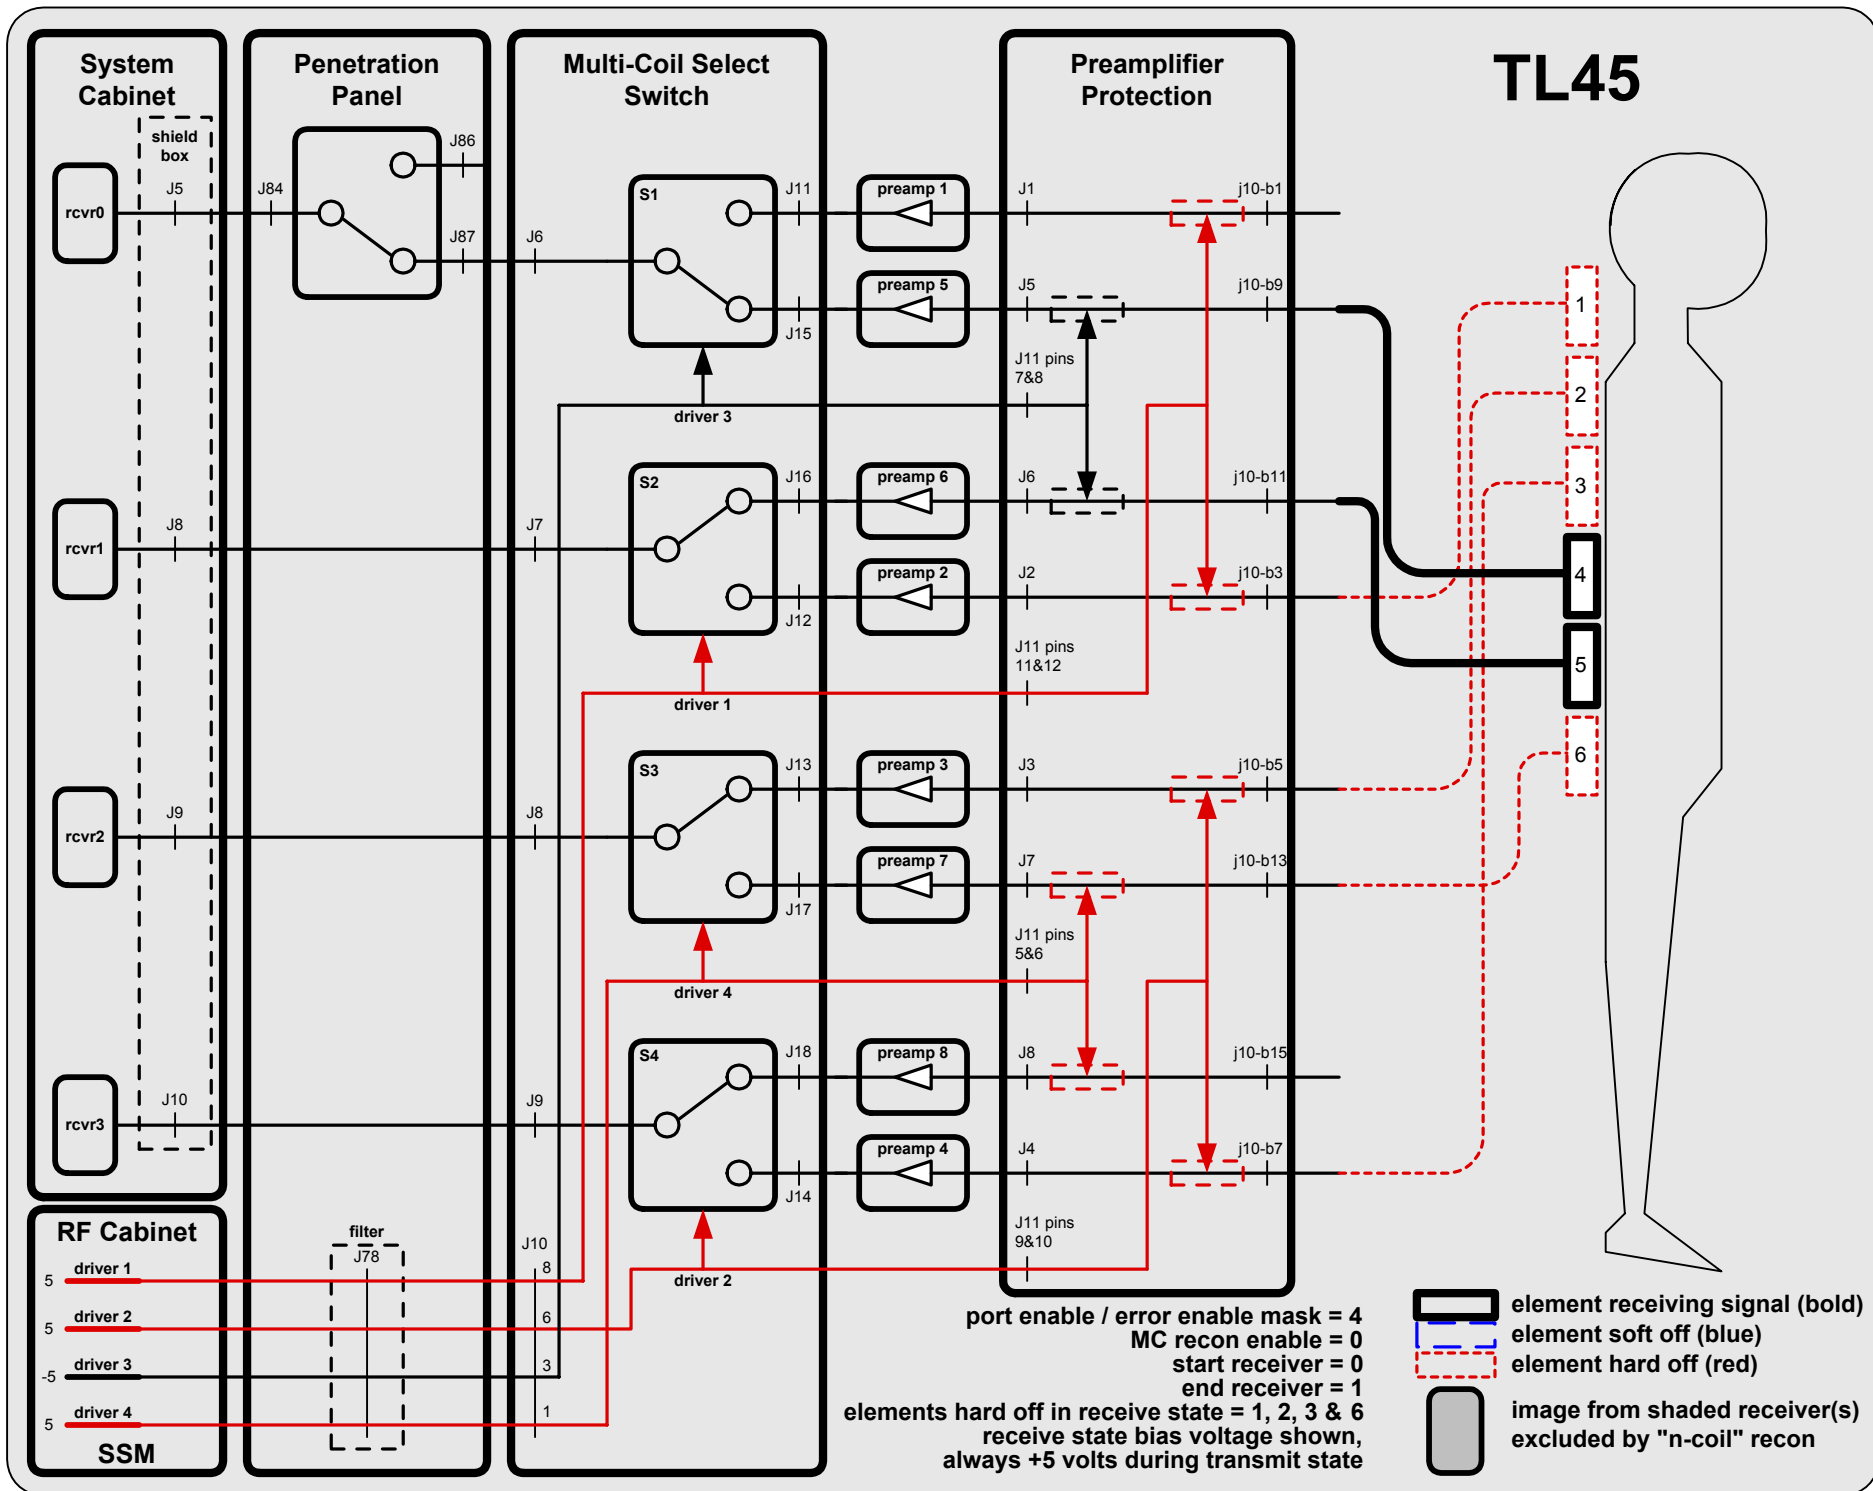 System
Cabinet
Penetration
Panel
Multi-Coil Select
Switch
Preamplifier
Protection
TL45
shield
box
rcvr0
J5
J84
J86
J87
J6
S1
J11
J15
preamp 1
preamp 5
J1
J5
j10-b1
j10-b9
J11 pins
7&8
driver 3
rcvr1
J8
J7
S2
J16
J12
preamp 6
preamp 2
J6
J2
j10-b11
j10-b3
J11 pins
11&12
driver 1
rcvr2
J9
J8
S3
J13
J17
preamp 3
preamp 7
J3
J7
j10-b5
j10-b13
J11 pins
5&6
driver 4
rcvr3
J10
J9
S4
J18
J14
preamp 8
preamp 4
J8
J4
j10-b15
j10-b7
J11 pins
9&10
driver 2
1
2
3
4
5
6
RF Cabinet
filter
J78
J10
5 driver 1 8
5 driver 2 6
-5 driver 3 3
5 driver 4 1
SSM
port enable / error enable mask = 4
MC recon enable = 0
start receiver = 0
end receiver = 1
elements hard off in receive state = 1, 2, 3 & 6
receive state bias voltage shown,
always +5 volts during transmit state
element receiving signal (bold)
element soft off (blue)
element hard off (red)
image from shaded receiver(s)
excluded by "n-coil" recon